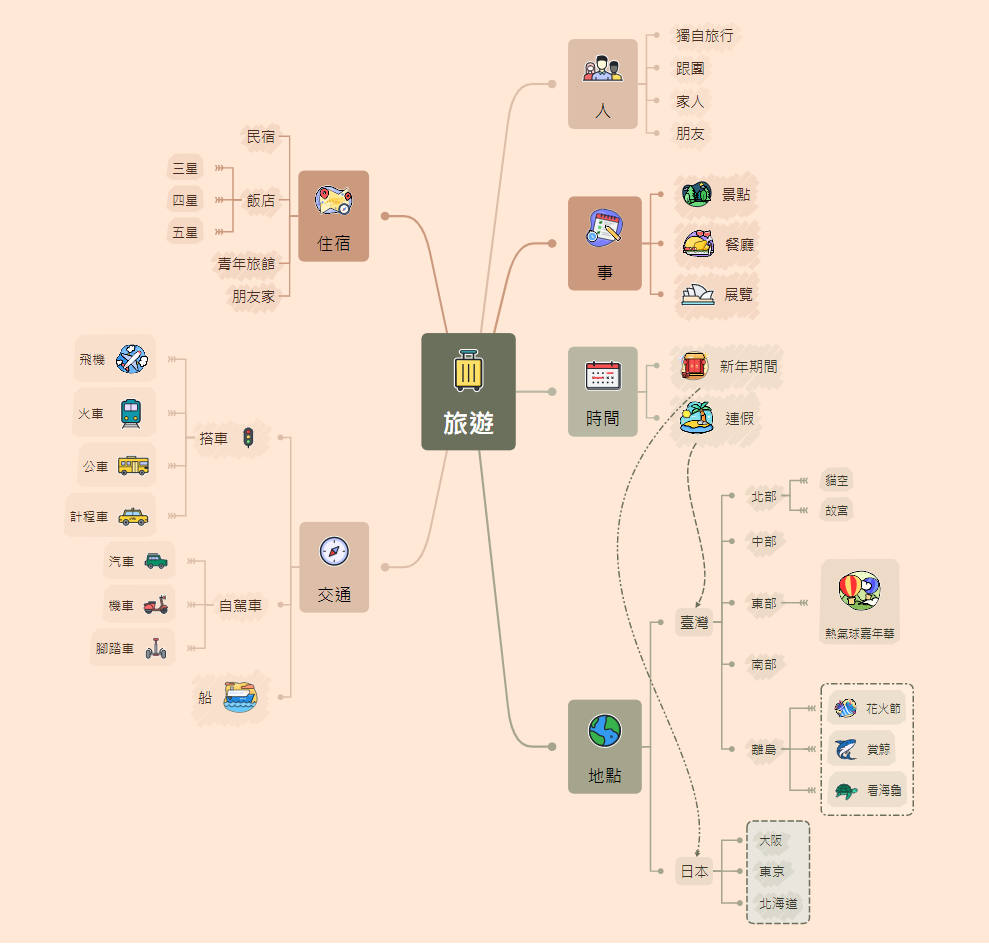 旅遊
人
獨自旅行
跟團
家人
朋友
事
景點
餐廳
展覽
時間
新年期間
連假
地點
臺灣
北部
貓空
故宮
中部
東部
熱氣球嘉年華
南部
離島
花火節
賞鯨
看海龜
日本
大阪
東京
北海道
住宿
民宿
飯店
三星
四星
五星
青年旅館
朋友家
交通
搭車
飛機
火車
公車
計程車
自駕車
汽車
機車
腳踏車
船